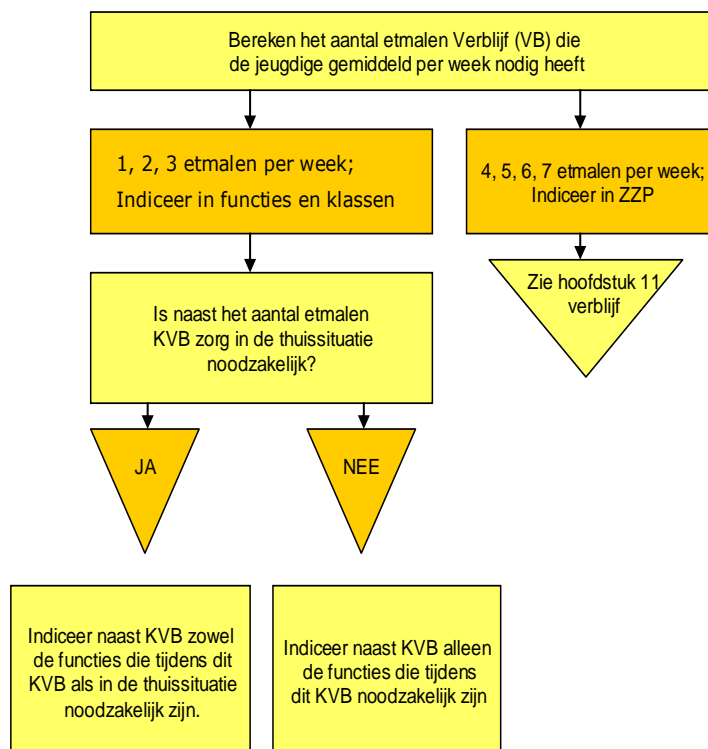 Bereken het aantal etmalen Verblijf (VB) die
de jeugdige gemiddeld per week nodig heeft
1, 2, 3 etmalen per week;
Indiceer in functies en klassen
4, 5, 6, 7 etmalen per week;
Indiceer in ZZP
Is naast het aantal etmalen
KVB zorg in de thuissituatie
noodzakelijk?
Zie hoofdstuk 11
verblijf
JA
NEE
Indiceer naast KVB zowel
de functies die tijdens dit
KVB als in de thuissituatie
noodzakelijk zijn.
Indiceer naast KVB alleen
de functies die tijdens
dit KVB noodzakelijk zijn